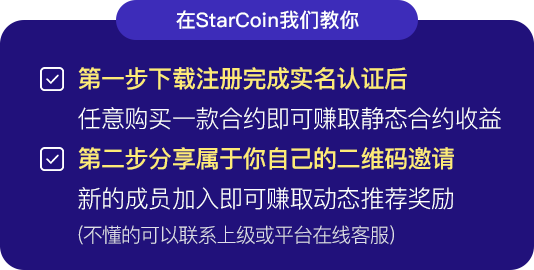 在StarCoin我们教你
第一步下载注册完成实名认证后
任意购买一款合约即可赚取静态合约收益
第二步分享属于你自己的二维码邀请
新的成员加入即可赚取动态推荐奖励
(不懂的可以联系上级或平台在线客服)